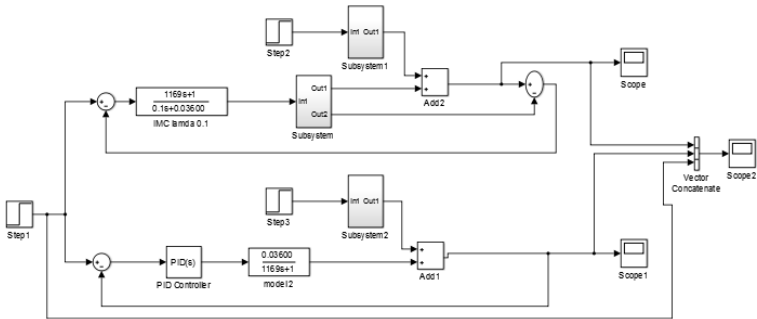 Step2
In1 Out1
Subsystem1
Add2
Scope
1169s+1
0.1s+0.03600
IMC lamda 0.1
In1
Out1
Out2
Subsystem
Vector
Concatenate
Scope2
Step1
Step3
In1 Out1
Subsystem2
Add1
Scope1
PID(s)
PID Controller
0.03600
1169s+1
model2